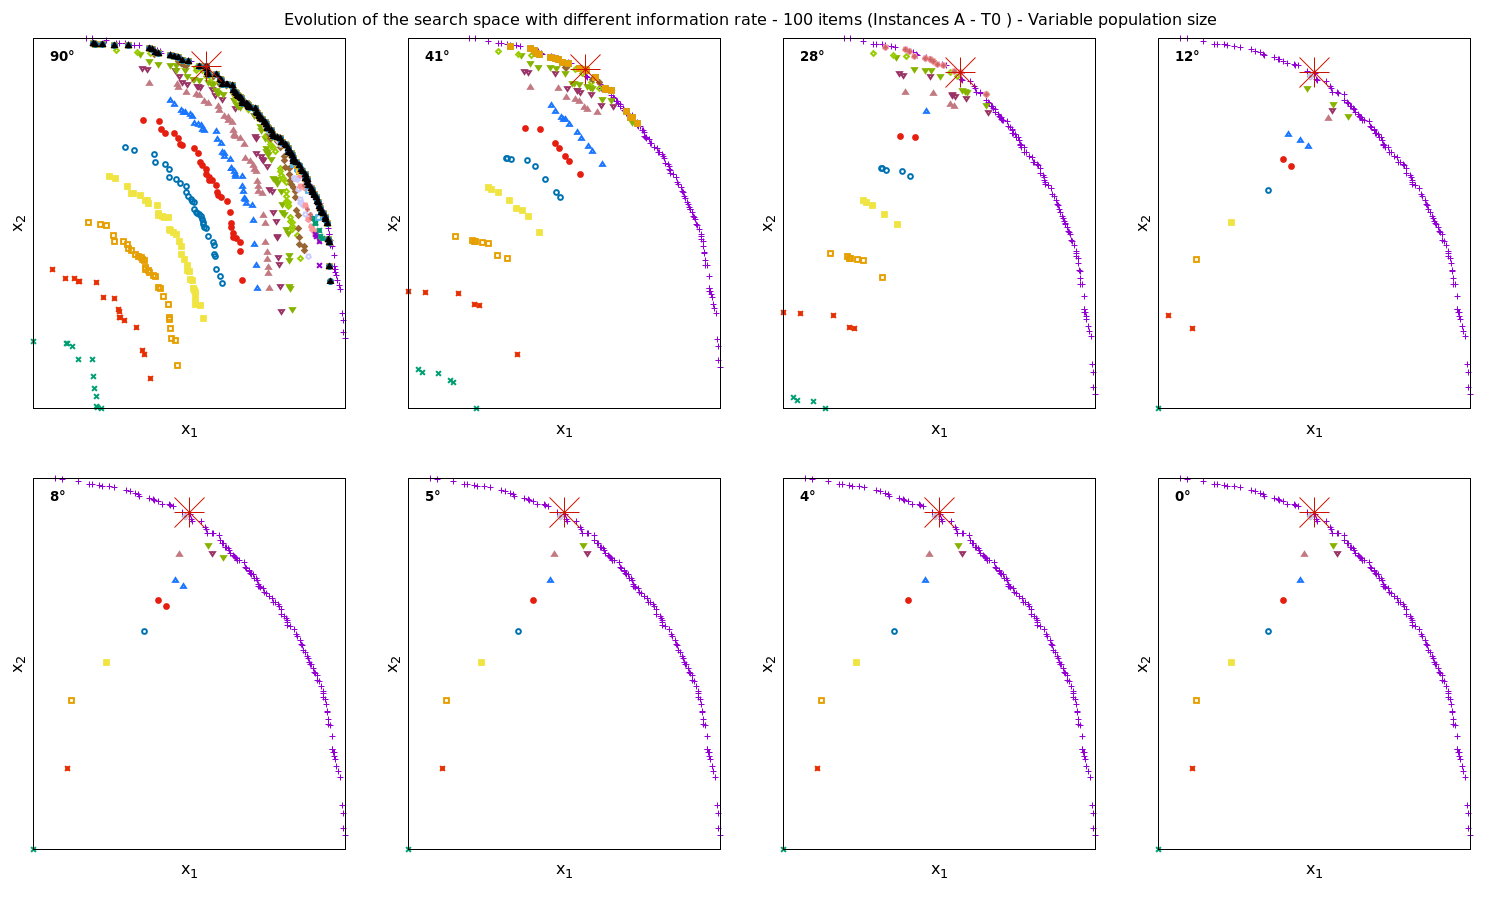 Evolution of the search space with different information rate - 100 items (Instances A - T0 ) - Variable population size
90°
41°
28°
12°
x₂
x₂
x₂
x₂
x₁
x₁
x₁
x₁
8°
5°
4°
0°
x₂
x₂
x₂
x₂
x₁
x₁
x₁
x₁